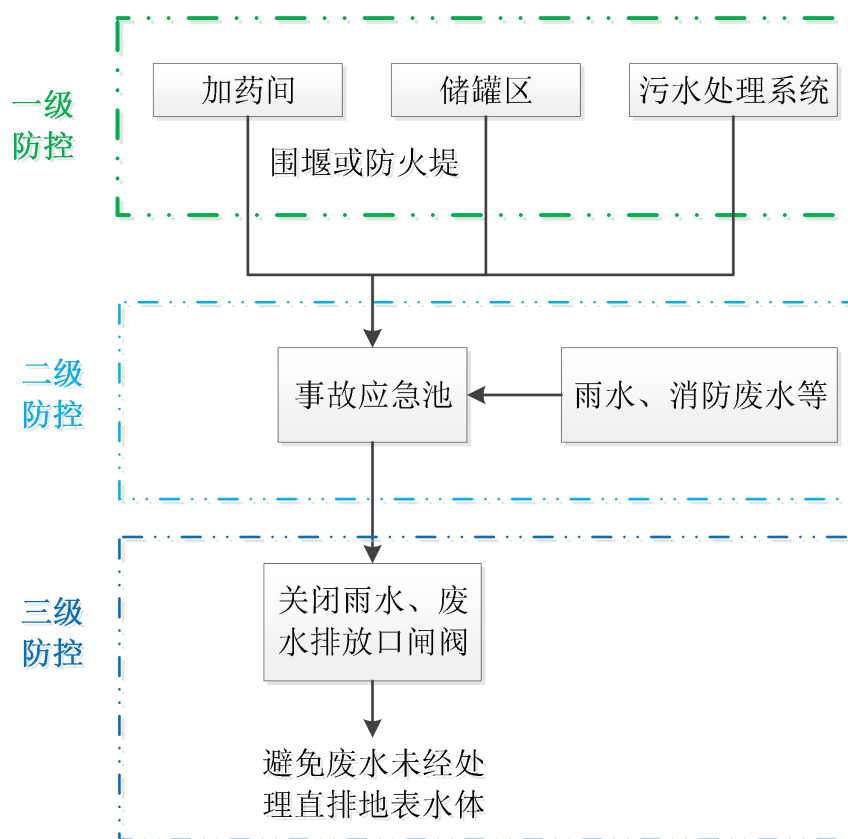 一级
防控
加药间
储罐区
污水处理系统
围堰或防火堤
二级
防控
事故应急池
雨水、消防废水等
三级
防控
关闭雨水、废
水排放口闸阀
避免废水未经处
理直排地表水体